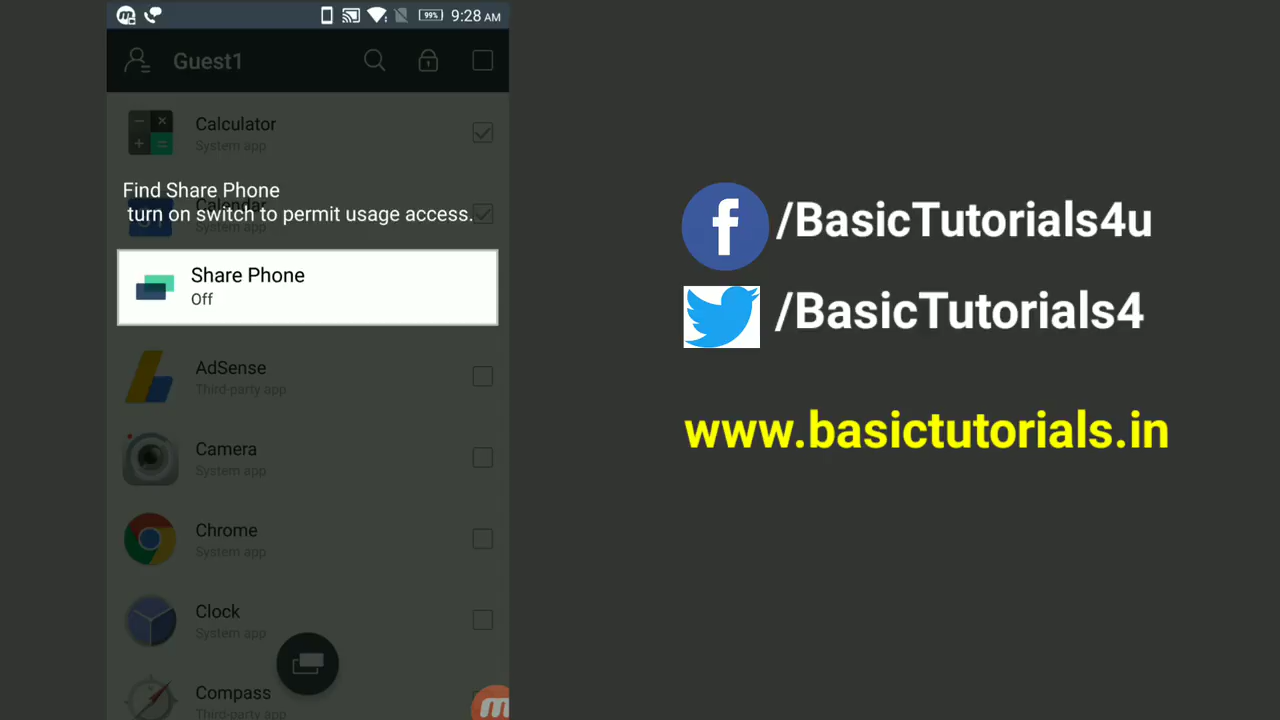 99%
9:28 AM
Guest1
Calculator
System app
Find Share Phone
Calendar
turn on switch to permit usage access.
System app
Share Phone
Off
AdSense
Third-party app
Camera
System app
Chrome
System app
Clock
System app
Compass
Third-party app
/BasicTutorials4u
/BasicTutorials4
www.basictutorials.in